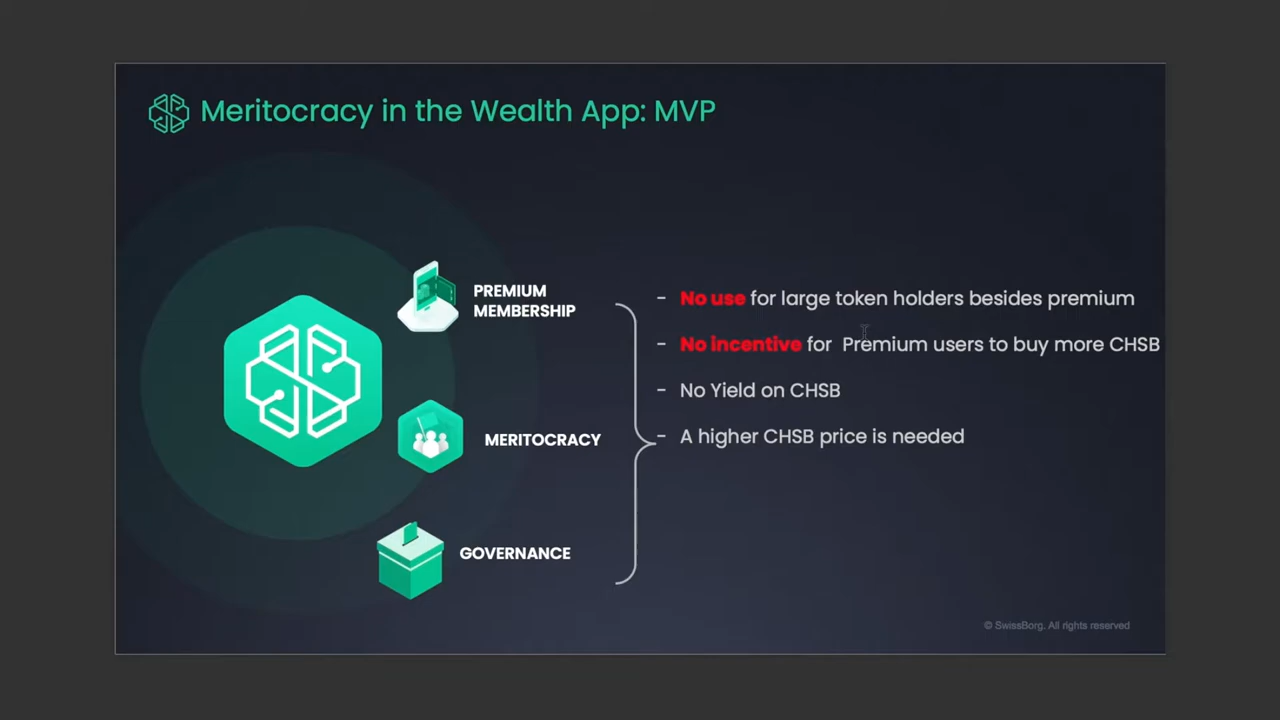 Meritocracy in the Wealth App: MVP
PREMIUM
MEMBERSHIP
MERITOCRACY
GOVERNANCE
- No use for large token holders besides premium
- No incentive for  Premium users to buy more CHSB
- No Yield on CHSB
- A higher CHSB price is needed
© SwissBorg. All rights reserved